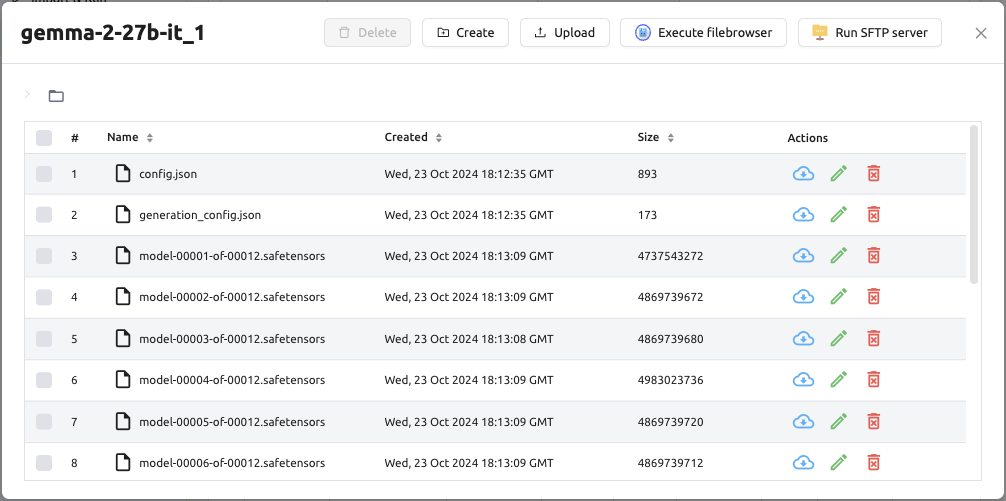 gemma-2-27b-it_1 Delete Create Upload Execute filebrowser Run SFTP server
# Name Created Size Actions
1 config.json Wed, 23 Oct 2024 18:12:35 GMT 893
2 generation_config.json Wed, 23 Oct 2024 18:12:35 GMT 173
3 model-00001-of-00012.safetensors Wed, 23 Oct 2024 18:13:09 GMT 4737543272
4 model-00002-of-00012.safetensors Wed, 23 Oct 2024 18:13:09 GMT 4869739672
5 model-00003-of-00012.safetensors Wed, 23 Oct 2024 18:13:08 GMT 4869739680
6 model-00004-of-00012.safetensors Wed, 23 Oct 2024 18:13:09 GMT 4983023736
7 model-00005-of-00012.safetensors Wed, 23 Oct 2024 18:13:09 GMT 4869739720
8 model-00006-of-00012.safetensors Wed, 23 Oct 2024 18:13:09 GMT 4869739712